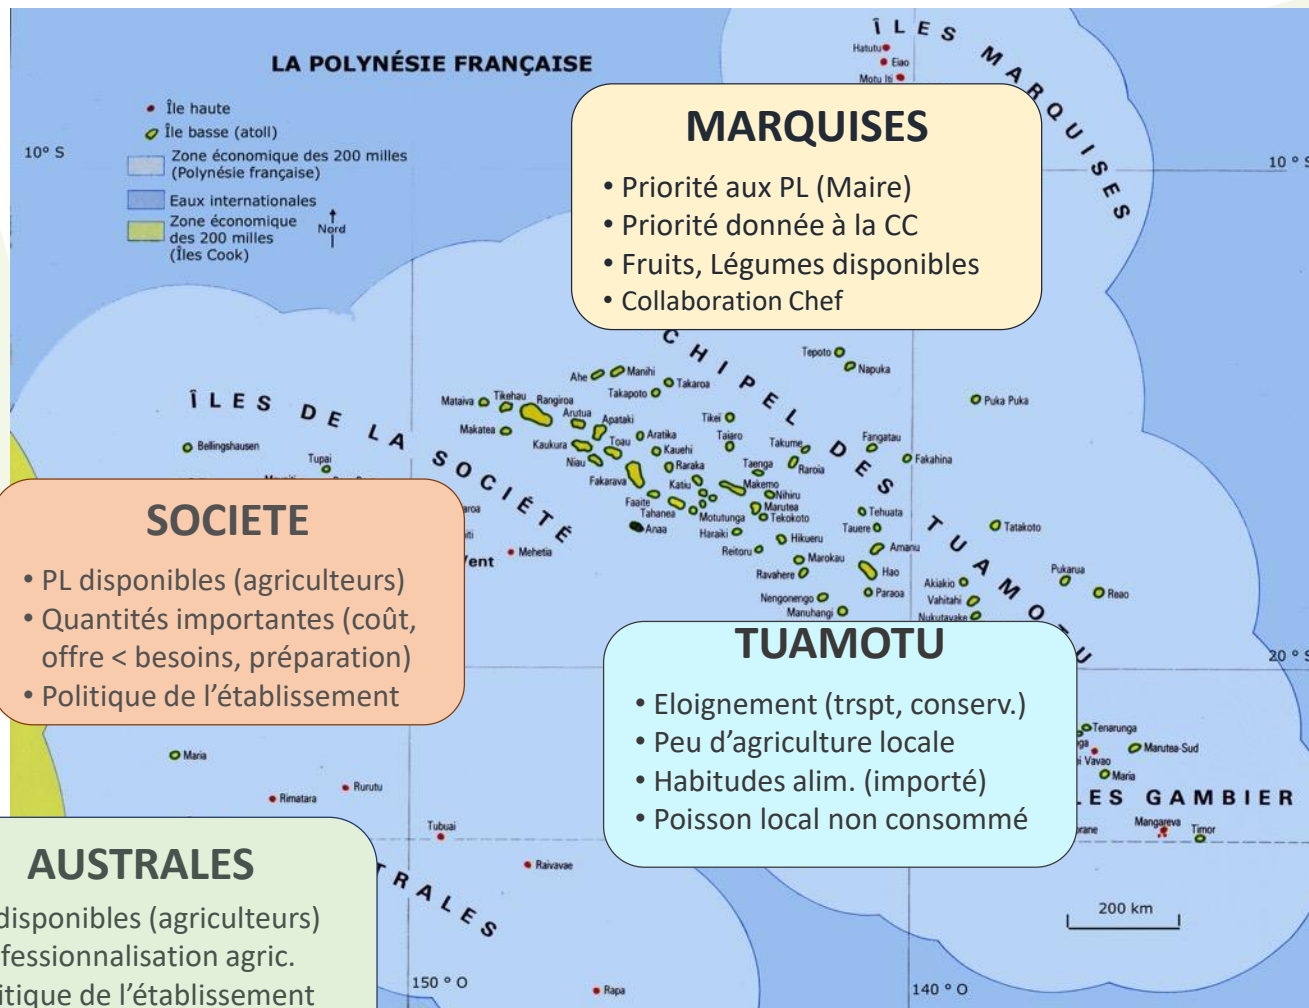 LA POLYNÉSIE FRANÇAISE
Île haute
Île basse (atoll)
Zone économique des 200 milles
(Polynésie française)
Eaux internationales
Zone économique
des 200 milles
(Îles Cook)
Nord
10° S
10° S
ÎLES MARQUISES
Hatutu
Eiao
Motu Iti
MARQUISES
• Priorité aux PL (Maire)
• Priorité donnée à la CC
• Fruits, Légumes disponibles
• Collaboration Chef
CHIPEL DES TUAMOTU
Tepoto
Napuka
Ahe
Manihi
Takaroa
Takapoto
Puka Puka
ÎLES DE LA SOCIÉTÉ
Mataiva
Tikehau
Rangiroa
Arutua
Apataki
Tikei
Makatea
Kaukura
Toau
Aratika
Taiaro
Takume
Fangatau
Bellingshausen
Kauehi
Fakahina
Tupai
Niau
Raraka
Taenga
Raroia
Fakarava
Katiu
Makemo
Nihiru
Faaite
Tahanea
Motutunga
Marutea
Tekokoto
Tehuata
Tatakoto
Anaa
Haraiki
Hikueru
Tauere
Amanu
Mehetia
Vent
Reitoru
Marokau
Hao
Pukarua
Ravahere
Akiakio
Reao
Nengonengo
Paraoa
Vahitahi
Manuhangi
Nukutavake
SOCIETE
• PL disponibles (agriculteurs)
• Quantités importantes (coût,
offre < besoins, préparation)
• Politique de l’établissement
TUAMOTU
• Eloignement (trspt, conserv.)
• Peu d’agriculture locale
• Habitudes alim. (importé)
• Poisson local non consommé
20° S
Tenarunga
Marutea-Sud
Vavao
Maria
LES GAMBIER
Mangareva
Timor
Maria
Rurutu
Rimatara
Tubuai
Raivavae
TRALES
AUSTRALES
disponibles (agriculteurs)
fessionnalisation agric.
itique de l’établissement
200 km
150 ° O
Rapa
140 ° O